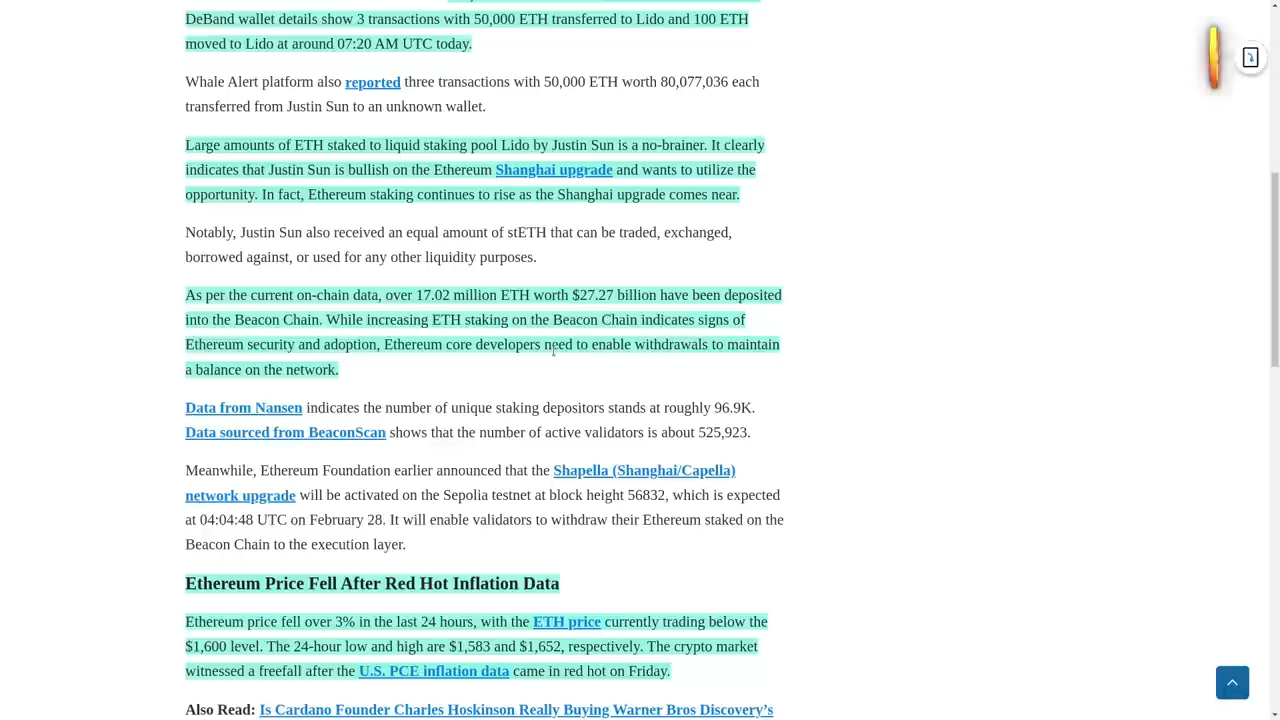 DeBand wallet details show 3 transactions with 50,000 ETH transferred to Lido and 100 ETH
moved to Lido at around 07:20 AM UTC today.
Whale Alert platform also reported three transactions with 50,000 ETH worth 80,077,036 each
transferred from Justin Sun to an unknown wallet.
Large amounts of ETH staked to liquid staking pool Lido by Justin Sun is a no-brainer. It clearly
indicates that Justin Sun is bullish on the Ethereum Shanghai upgrade and wants to utilize the
opportunity. In fact, Ethereum staking continues to rise as the Shanghai upgrade comes near.
Notably, Justin Sun also received an equal amount of stETH that can be traded, exchanged,
borrowed against, or used for any other liquidity purposes.
As per the current on-chain data, over 17.02 million ETH worth $27.27 billion have been deposited
into the Beacon Chain. While increasing ETH staking on the Beacon Chain indicates signs of
Ethereum security and adoption, Ethereum core developers need to enable withdrawals to maintain
a balance on the network.
Data from Nansen indicates the number of unique staking depositors stands at roughly 96.9K.
Data sourced from BeaconScan shows that the number of active validators is about 525,923.
Meanwhile, Ethereum Foundation earlier announced that the Shapella (Shanghai/Capella)
network upgrade will be activated on the Sepolia testnet at block height 56832, which is expected
at 04:04:48 UTC on February 28. It will enable validators to withdraw their Ethereum staked on the
Beacon Chain to the execution layer.
Ethereum Price Fell After Red Hot Inflation Data
Ethereum price fell over 3% in the last 24 hours, with the ETH price currently trading below the
$1,600 level. The 24-hour low and high are $1,583 and $1,652, respectively. The crypto market
witnessed a freefall after the U.S. PCE inflation data came in red hot on Friday.
Also Read: Is Cardano Founder Charles Hoskinson Really Buying Warner Bros Discovery's